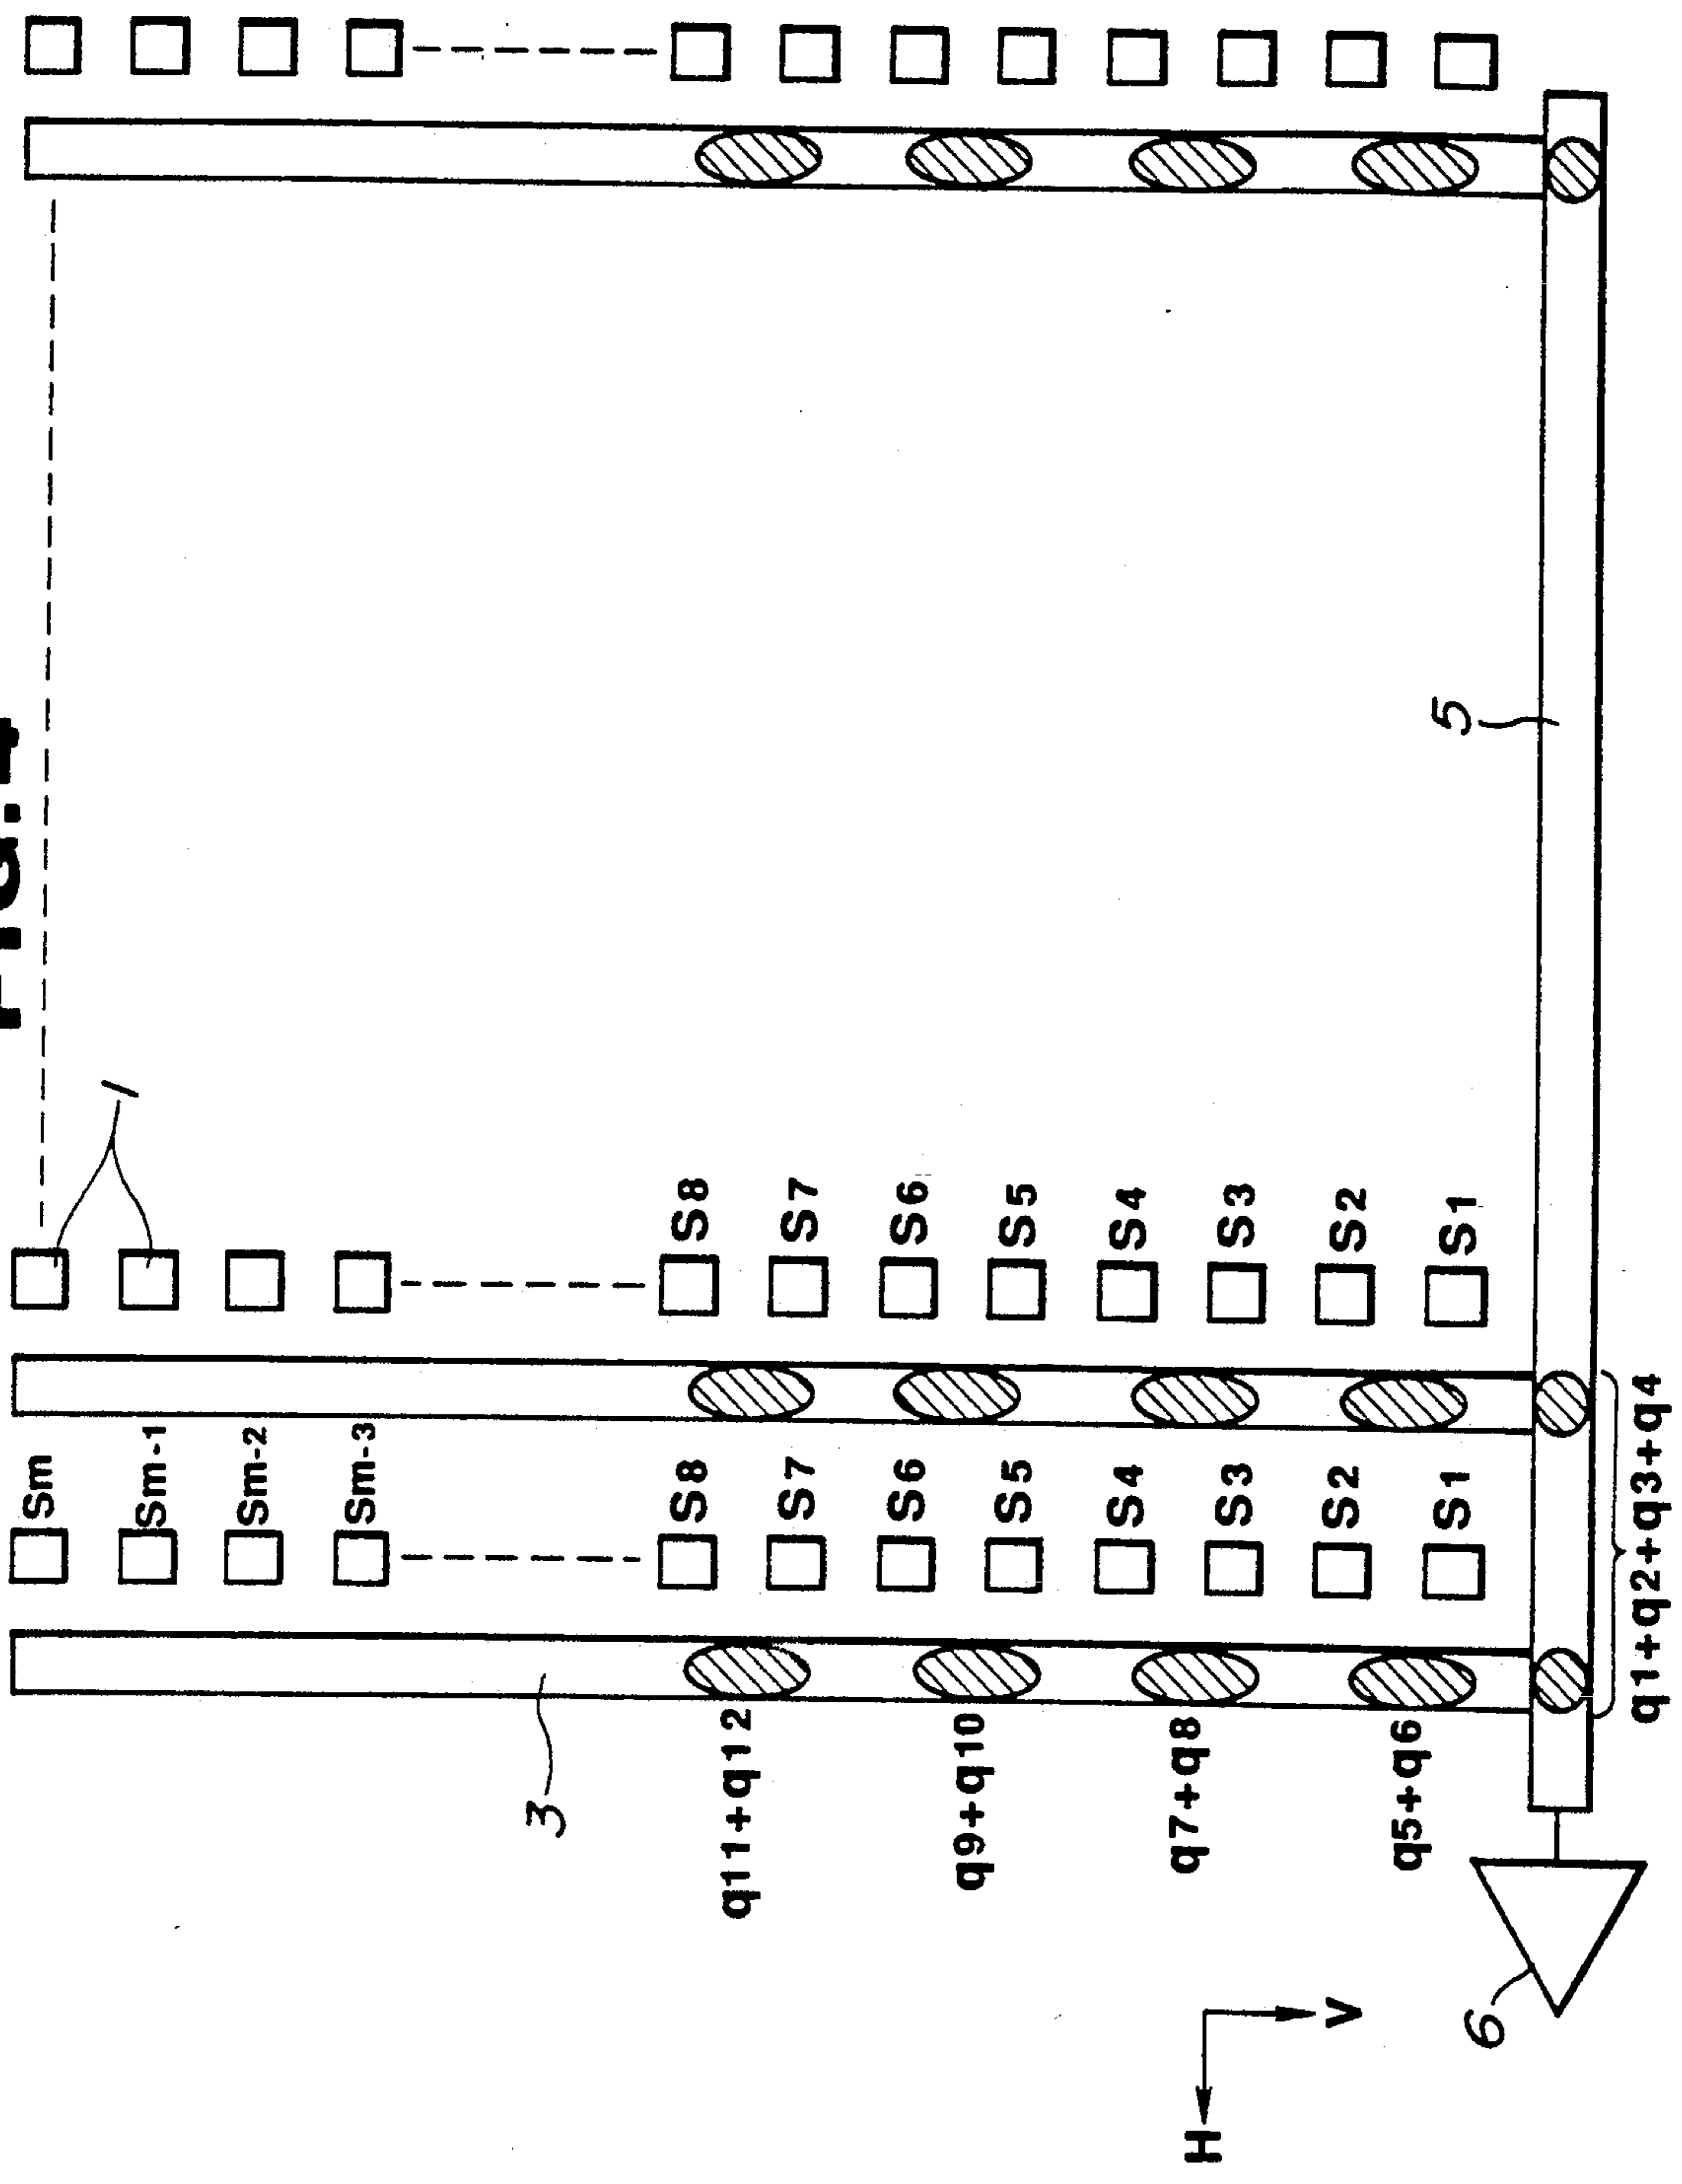 FIG.4
Sm
1
Sm-1
Sm-2
Sm-3
3
S8 S8
q11+q12
S7 S7
S6 S6
q9+q10
S5 S5
S4 S4
q7+q8
H
S3 S3
V
S2 S2
q5+q6
S1 S1
5
6
q1+q2+q3+q4